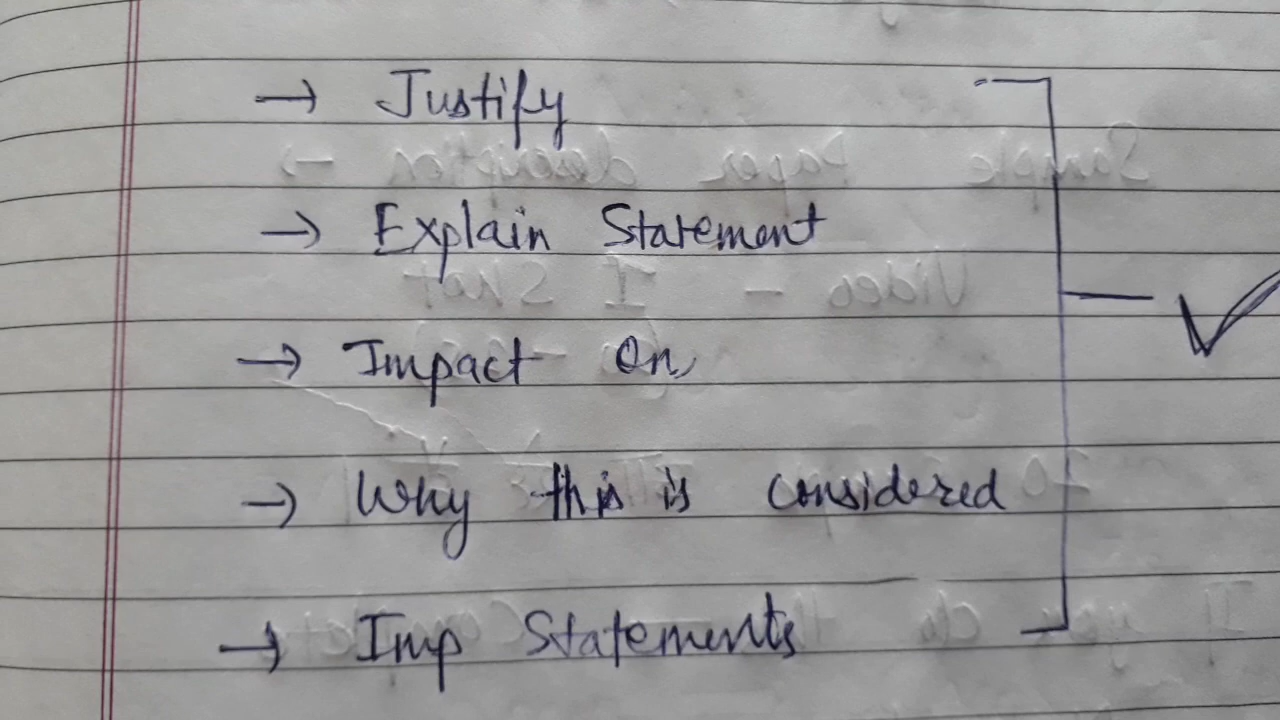 → Justify
→ Explain Statement
→ Impact On
→ Why this is considered
→ Imp Statements